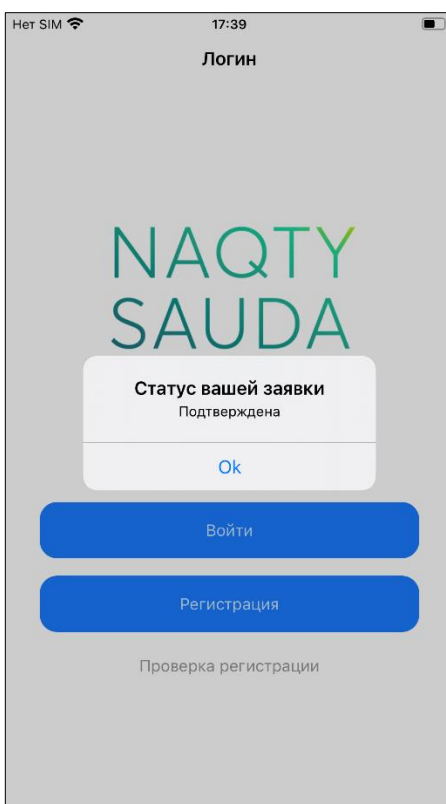 Нет SIM 17:39
Логин
NAQTY
SAUDA
Статус вашей заявки
Подтверждена
Ok
Войти
Регистрация
Проверка регистрации